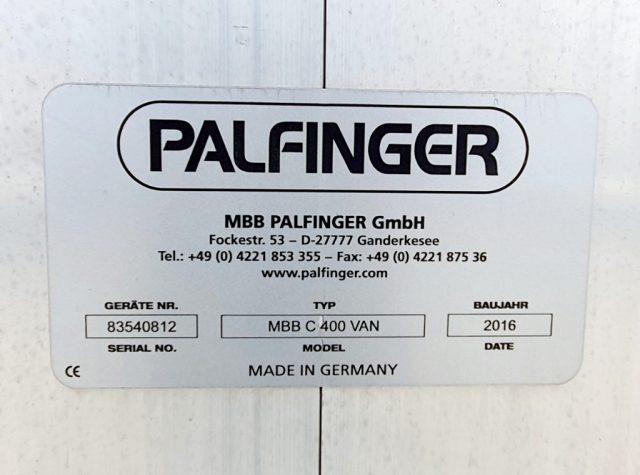 PALFINGER
MBB PALFINGER GmbH
Fockestr. 53 – D-27777 Ganderkesee
Tel.: +49 (0) 4221 853 355 – Fax: +49 (0) 4221 875 36
www.palfinger.com
GERÄTE NR. TYP BAUJAHR
83540812 MBB C 400 VAN 2016
SERIAL NO. MODEL DATE
CE MADE IN GERMANY